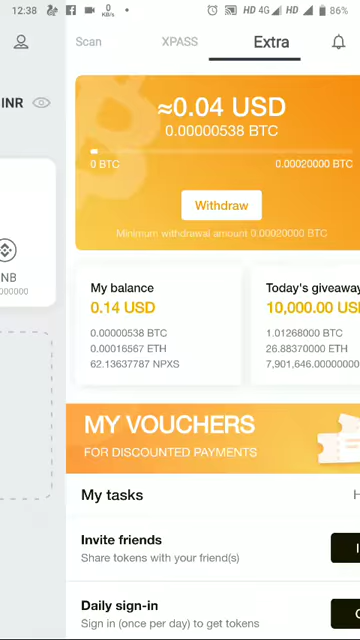 12:38
0
KB/s
HD 4G
HD
86%
Scan
XPASS
Extra
INR
≈0.04 USD
0.00000538 BTC
0 BTC
0.00020000 BTC
Withdraw
Minimum withdrawal amount 0.00020000 BTC
NB
000000
My balance
0.14 USD
0.00000538 BTC
0.00016567 ETH
62.13637787 NPXS
Today's giveaway
10,000.00 US
1.01268000 BTC
26.88370000 ETH
7,901,646.00000000
MY VOUCHERS
FOR DISCOUNTED PAYMENTS
My tasks
H
Invite friends
Share tokens with your friend(s)
I
Daily sign-in
Sign in (once per day) to get tokens